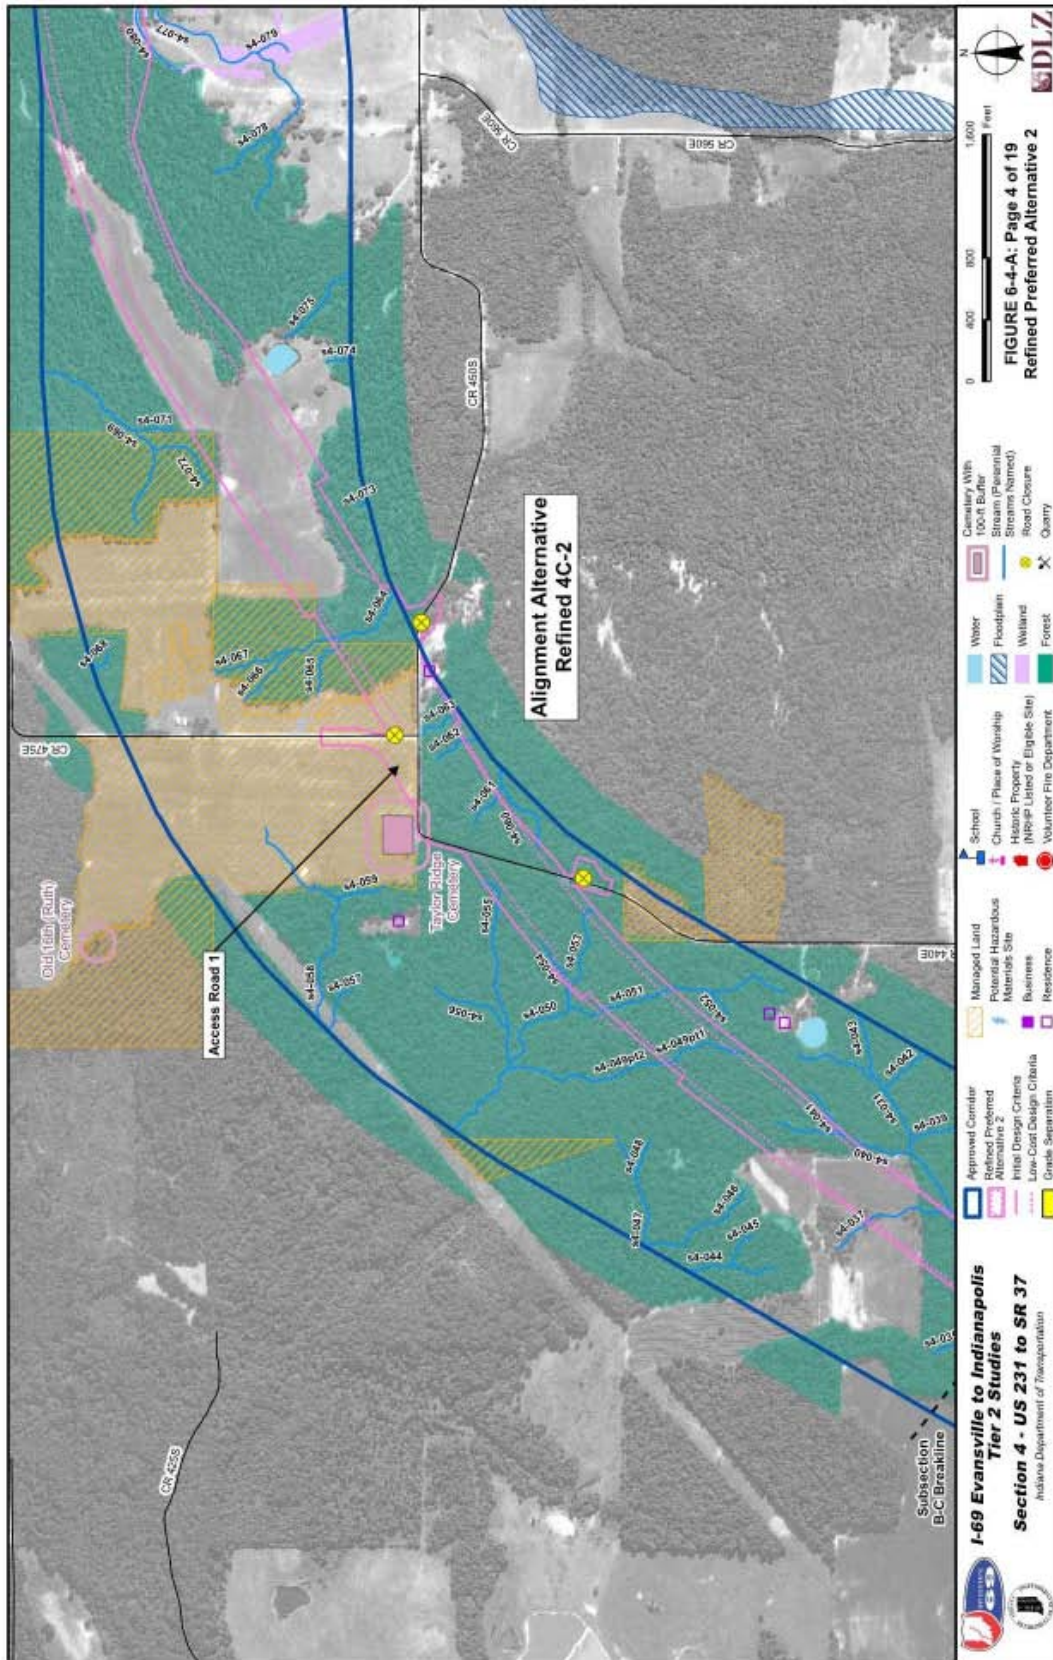 s4-080
s4-077
s4-079
s4-078
CR 560E
CR 560E
s4-075
s4-074
CR 450S
s4-071
s4-069
s4-072
s4-073
s4-064
s4-067
s4-066
s4-065
s4-063
s4-062
s4-061
s4-060
CR 475E
Alignment Alternative
Refined 4C-2
Old 16th (Ruth)
Cemetery
Access Road 1
Taylor Ridge
Cemetery
s4-059
s4-058
s4-057
s4-056
s4-055
s4-054
s4-053
s4-050
s4-051
s4-052
s4-049pt1
s4-049pt2
CR 440E
s4-048
s4-047
s4-046
s4-045
s4-044
s4-043
s4-042
s4-041
s4-031
s4-039
s4-040
s4-037
CR 425S
Subsection
B-C Breakline
I-69 Evansville to Indianapolis
Tier 2 Studies
Section 4 - US 231 to SR 37
Indiana Department of Transportation
Approved Corridor
Refined Preferred
Alternative 2
Initial Design Criteria
Low-Cost Design Criteria
Grade Separation
Managed Land
Potential Hazardous
Materials Site
Business
Residence
School
Church / Place of Worship
Historic Property
(NRHP Listed or Eligible Site)
Volunteer Fire Department
Water
Floodplain
Wetland
Forest
Cemetery With
100-ft Buffer
Stream (Perennial
Streams Named)
Road Closure
Quarry
0 400 800 1,600
Feet
FIGURE 6-4-A: Page 4 of 19
Refined Preferred Alternative 2
N
DLZ